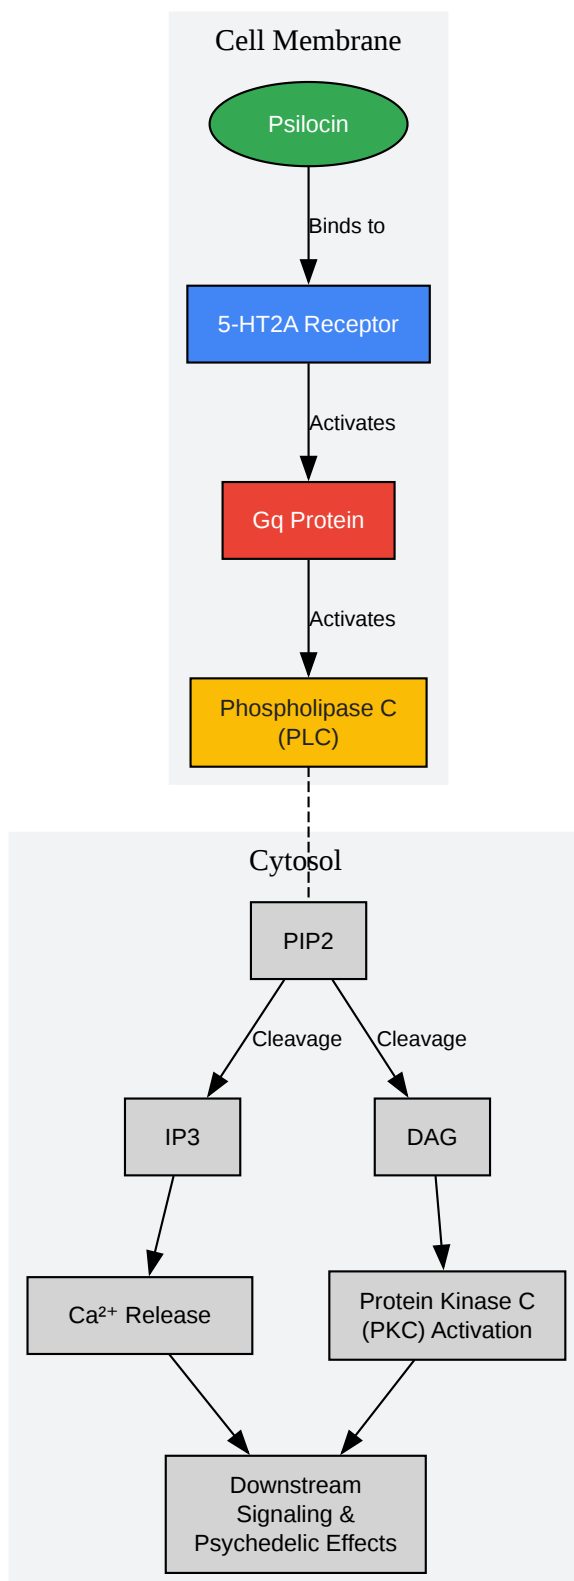 Cell Membrane
Psilocin
Binds to
5-HT2A Receptor
Activates
Gq Protein
Activates
Phospholipase C
(PLC)
Cytosol
PIP2
Cleavage
Cleavage
IP3
DAG
Ca²⁺ Release
Protein Kinase C
(PKC) Activation
Downstream
Signaling &
Psychedelic Effects